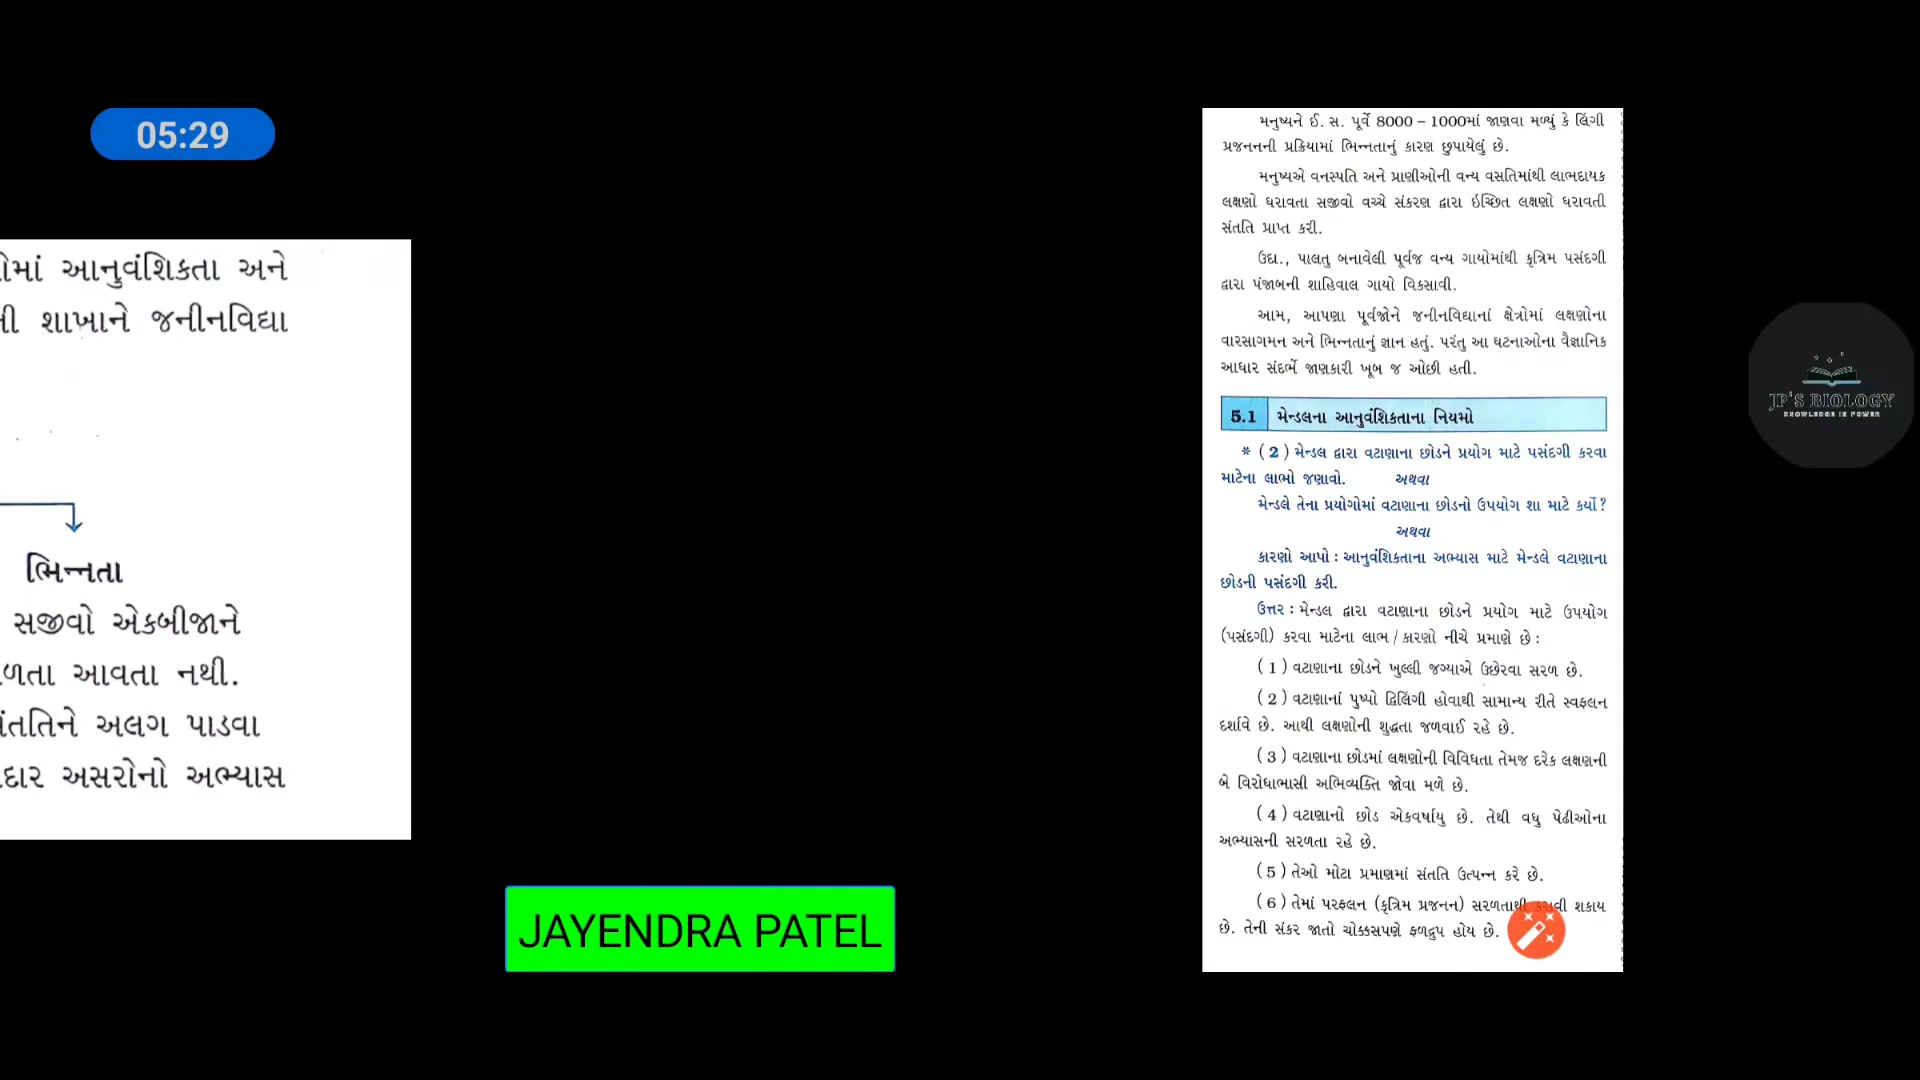 05:29
આનુવંશિકતા અને
શાખાને જનીનવિદ્યા
ભિન્નતા
સજીવો એકબીજાને
આવતા નથી.
અલગ પાડવા
અસરોનો અભ્યાસ
JAYENDRA PATEL
મનુષ્યને ઈ. સ. પૂર્વે 8000 – 1000માં જાણવા મળ્યું કે લિંગી
પ્રજનનની પ્રક્રિયામાં ભિન્નતાનું કારણ છુપાયેલું છે.
મનુષ્યએ વનસ્પતિ અને પ્રાણીઓની વન્ય વસતિમાંથી લાભદાયક
લક્ષણો ધરાવતા સજીવો વચ્ચે સંકરણ દ્વારા ઇચ્છિત લક્ષણો ધરાવતી
સંતતિ પ્રાપ્ત કરી.
ઉદા., પાલતુ બનાવેલી પૂર્વજ વન્ય ગાયોમાંથી કૃત્રિમ પસંદગી
દ્વારા પંજાબની શાહિવાલ ગાયો વિકસાવી.
આમ, આપણા પૂર્વજોને જનીનવિદ્યાનાં ક્ષેત્રોમાં લક્ષણોના
વારસાગમન અને ભિન્નતાનું જ્ઞાન હતું. પરંતુ આ ઘટનાઓના વૈજ્ઞાનિક
આધાર સંદર્ભે જાણકારી ખૂબ જ ઓછી હતી.
5.1 મેન્ડલના આનુવંશિકતાના નિયમો
* (2) મેન્ડલ દ્વારા વટાણાના છોડને પ્રયોગ માટે પસંદગી કરવા
માટેના લાભો જણાવો. અથવા
મેન્ડલે તેના પ્રયોગોમાં વટાણાના છોડનો ઉપયોગ શા માટે કર્યો?
અથવા
કારણો આપો : આનુવંશિકતાના અભ્યાસ માટે મેન્ડલે વટાણાના
છોડની પસંદગી કરી.
ઉત્તર : મેન્ડલ દ્વારા વટાણાના છોડને પ્રયોગ માટે ઉપયોગ
(પસંદગી) કરવા માટેના લાભ / કારણો નીચે પ્રમાણે છે :
(1) વટાણાના છોડને ખુલ્લી જગ્યાએ ઉછેરવા સરળ છે.
(2) વટાણાનાં પુષ્પો દ્વિલિંગી હોવાથી સામાન્ય રીતે સ્વફલન
દર્શાવે છે. આથી લક્ષણોની શુદ્ધતા જળવાઈ રહે છે.
(3) વટાણાના છોડમાં લક્ષણોની વિવિધતા તેમજ દરેક લક્ષણની
બે વિરોધાભાસી અભિવ્યક્તિ જોવા મળે છે.
(4) વટાણાનો છોડ એકવર્ષાયુ છે. તેથી વધુ પેઢીઓના
અભ્યાસની સરળતા રહે છે.
(5) તેઓ મોટા પ્રમાણમાં સંતતિ ઉત્પન્ન કરે છે.
(6) તેમાં પરફલન (કૃત્રિમ પ્રજનન) સરળતાથી શકાય
છે. તેની સંકર જાતો ચોક્કસપણે ફળદ્રુપ હોય છે.
JP'S BIOLOGY
KNOWLEDGE IS POWER